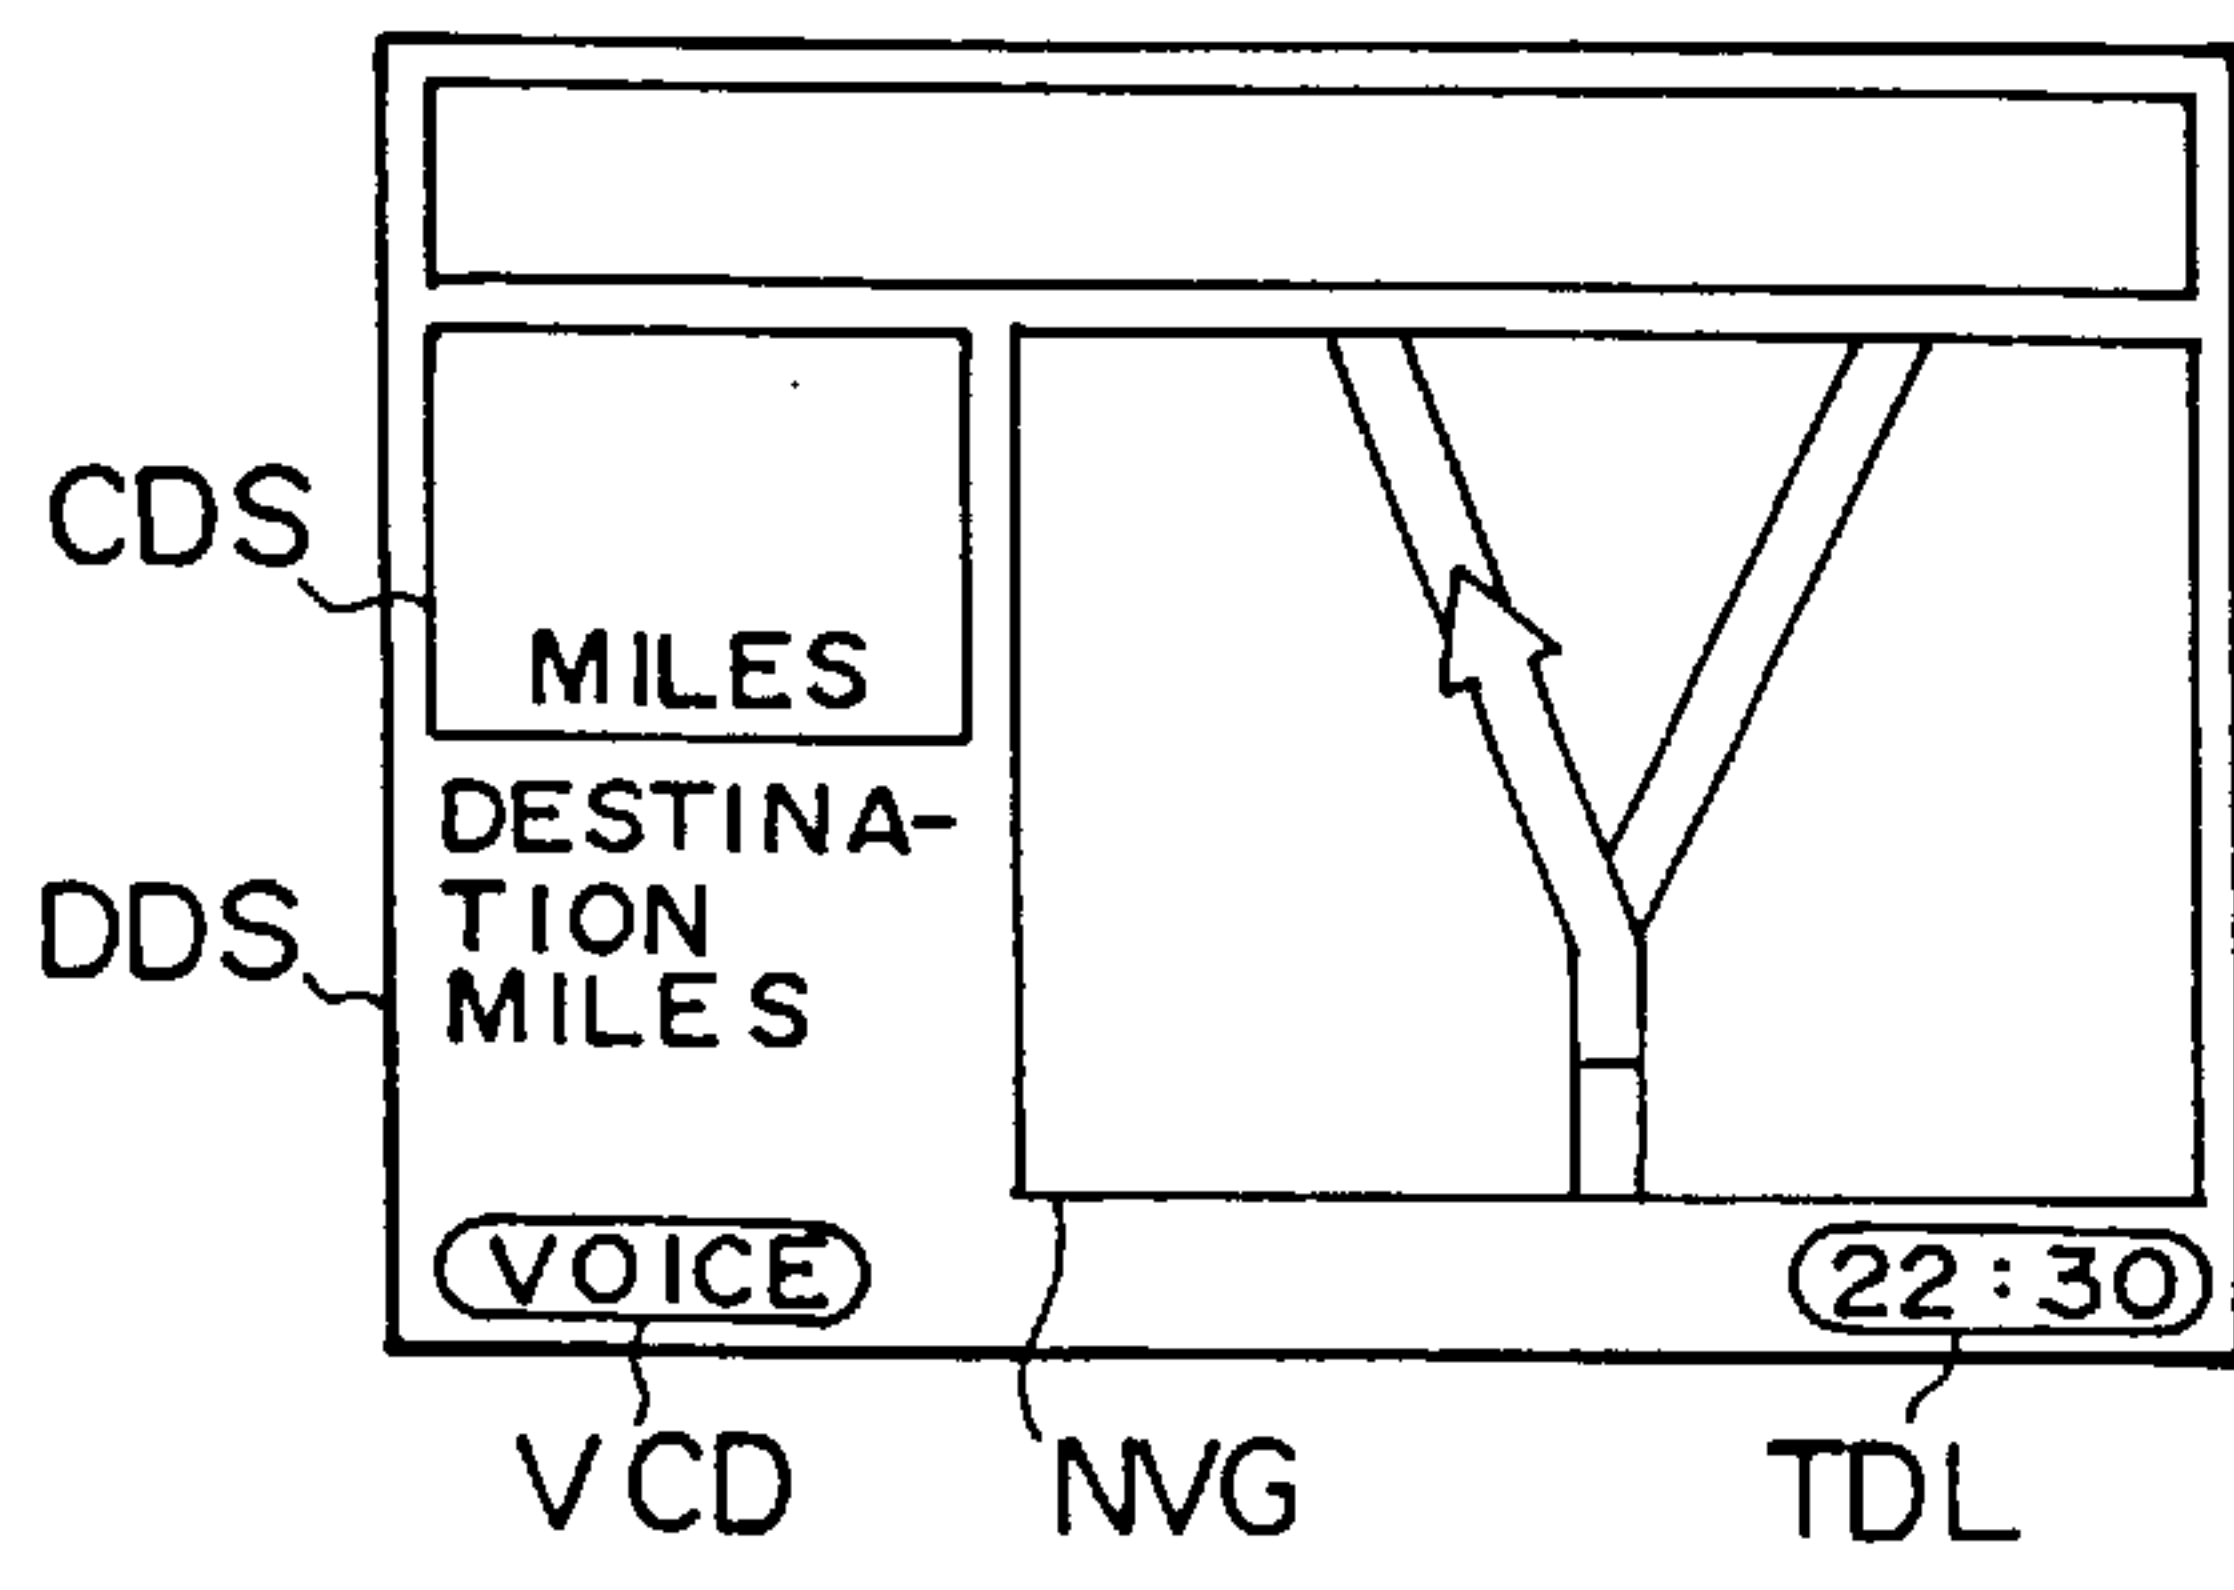 CDS
MILES
DESTINA-
TION
MILES
DDS
VOICE
22:30
VCD
NVG
TDL